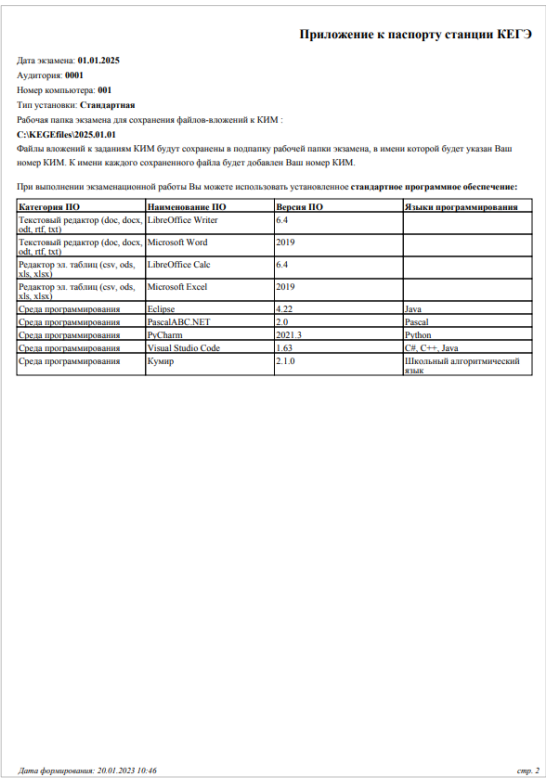 Приложение к паспорту станции КЕГЭ
Дата экзамена: 01.01.2025
Аудитория: 0001
Номер компьютера: 001
Тип установки: Стандартная
Рабочая папка экзамена для сохранения файлов-вложений к КИМ :
C:\KEGEfiles\2025.01.01
Файлы вложений к заданиям КИМ будут сохранены в подпапку рабочей папки экзамена, в имени которой будет указан Ваш
номер КИМ. К имени каждого сохраненного файла будет добавлен Ваш номер КИМ.
При выполнении экзаменационной работы Вы можете использовать установленное стандартное программное обеспечение:
Категория ПО Наименование ПО Версия ПО Языки программирования
Текстовый редактор (doc, docx, LibreOffice Writer 6.4
odt, rtf, txt)
Текстовый редактор (doc, docx, Microsoft Word 2019
odt, rtf, txt)
Редактор эл. таблиц (csv, ods, LibreOffice Calc 6.4
xls, xlsx)
Редактор эл. таблиц (csv, ods, Microsoft Excel 2019
xls, xlsx)
Среда программирования Eclipse 4.22 Java
Среда программирования PascalABC.NET 2.0 Pascal
Среда программирования PyCharm 2021.3 Python
Среда программирования Visual Studio Code 1.63 C#, C++, Java
Среда программирования Кумир 2.1.0 Школьный алгоритмический
язык
Дата формирования: 20.01.2023 10:46 стр. 2